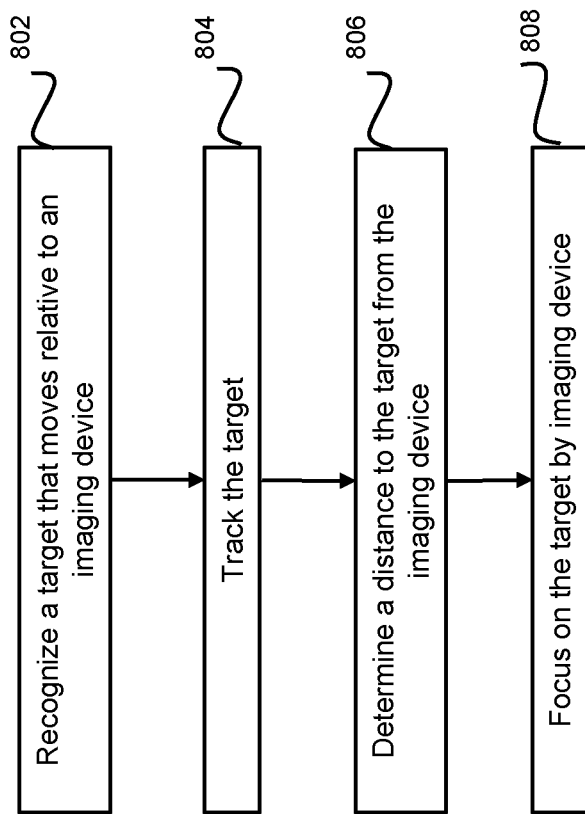 802
Recognize a target that moves relative to an
imaging device
804
Track the target
806
Determine a distance to the target from the
imaging device
808
Focus on the target by imaging device